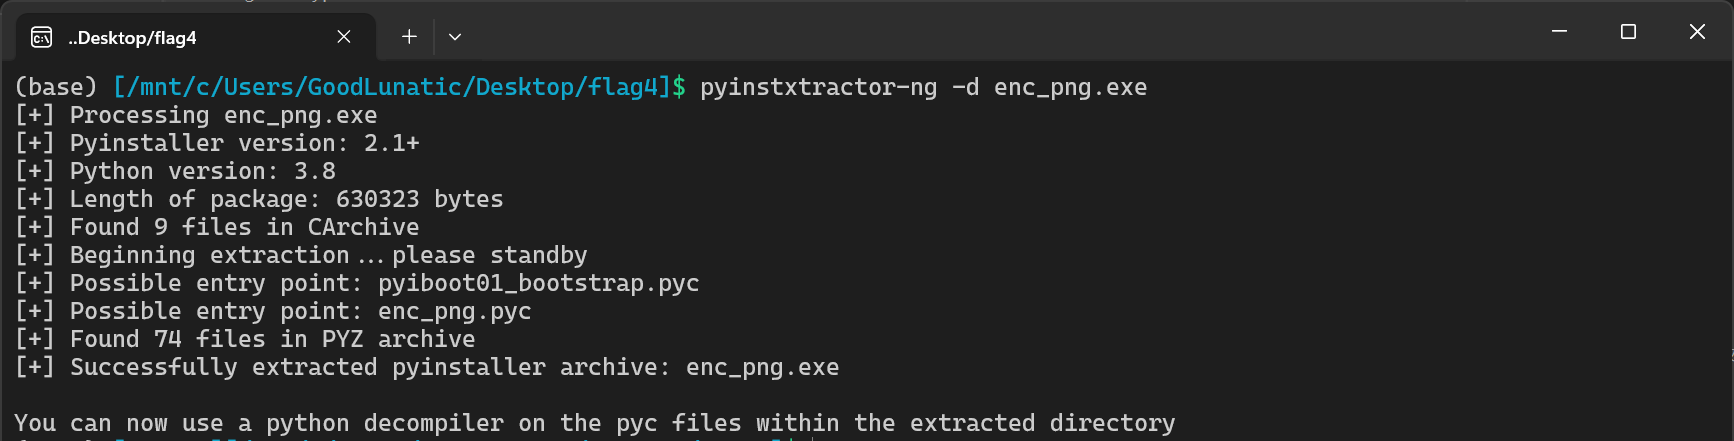 ..Desktop/flag4
(base) [/mnt/c/Users/GoodLunatic/Desktop/flag4]$ pyinstxtractor-ng -d enc_png.exe
[+] Processing enc_png.exe
[+] Pyinstaller version: 2.1+
[+] Python version: 3.8
[+] Length of package: 630323 bytes
[+] Found 9 files in CArchive
[+] Beginning extraction...please standby
[+] Possible entry point: pyiboot01_bootstrap.pyc
[+] Possible entry point: enc_png.pyc
[+] Found 74 files in PYZ archive
[+] Successfully extracted pyinstaller archive: enc_png.exe
You can now use a python decompiler on the pyc files within the extracted directory